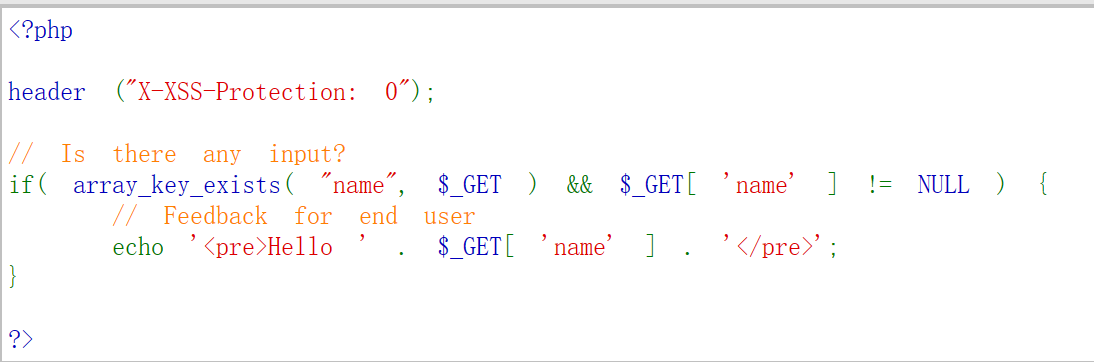 <?php
header ("X-XSS-Protection: 0");
// Is there any input?
if( array_key_exists( "name", $_GET ) && $_GET[ 'name' ] != NULL ) {
// Feedback for end user
echo '<pre>Hello ' . $_GET[ 'name' ] . '</pre>';
}
?>